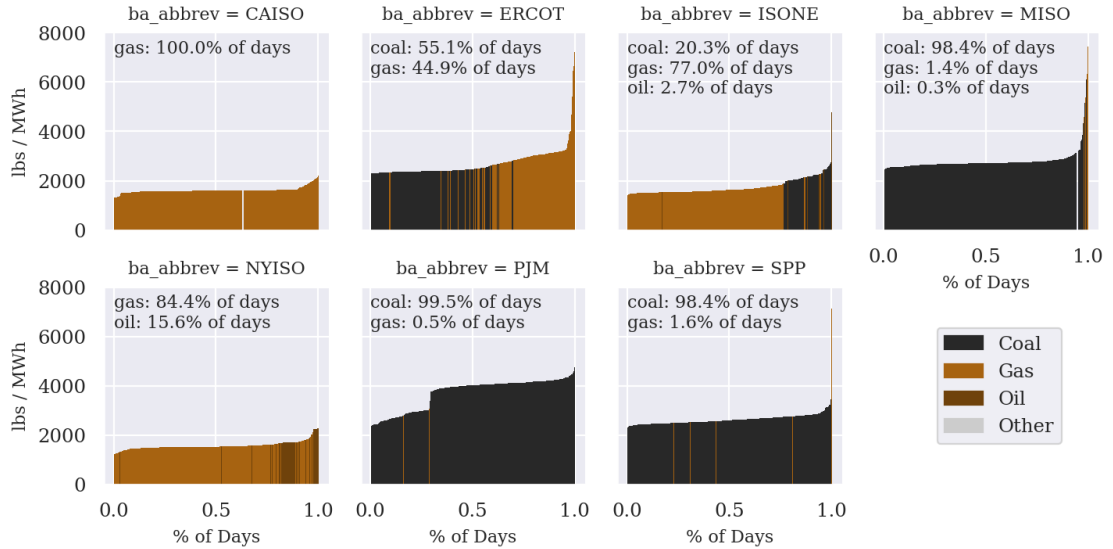 ba_abbrev = CAISO
ba_abbrev = ERCOT
ba_abbrev = ISONE
ba_abbrev = MISO
8000
6000
4000
2000
0
lbs / MWh
gas: 100.0% of days
coal: 55.1% of days
gas: 44.9% of days
coal: 20.3% of days
gas: 77.0% of days
oil: 2.7% of days
coal: 98.4% of days
gas: 1.4% of days
oil: 0.3% of days
0.0 0.5 1.0
% of Days
ba_abbrev = NYISO
ba_abbrev = PJM
ba_abbrev = SPP
8000
6000
4000
2000
0
lbs / MWh
gas: 84.4% of days
oil: 15.6% of days
coal: 99.5% of days
gas: 0.5% of days
coal: 98.4% of days
gas: 1.6% of days
0.0 0.5 1.0
% of Days
0.0 0.5 1.0
% of Days
0.0 0.5 1.0
% of Days
Coal
Gas
Oil
Other